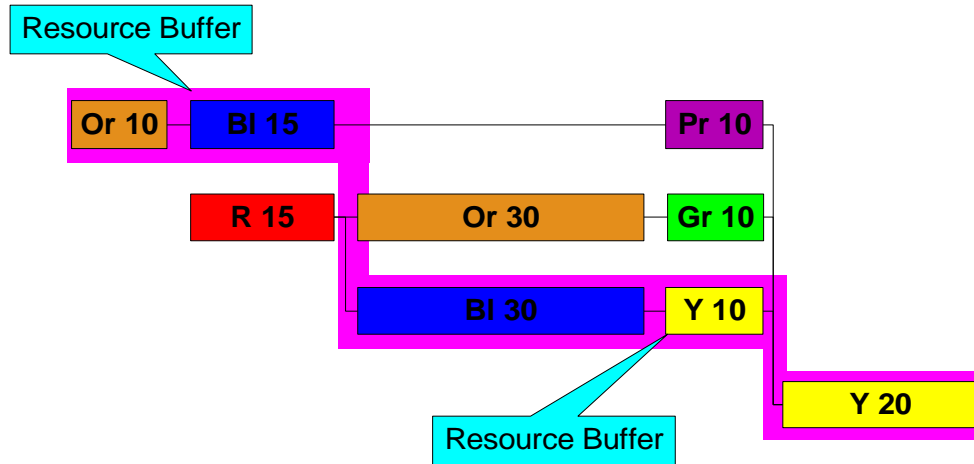 Resource Buffer
Or 10
Bl 15
Pr 10
R 15
Or 30
Gr 10
Bl 30
Y 10
Y 20
Resource Buffer